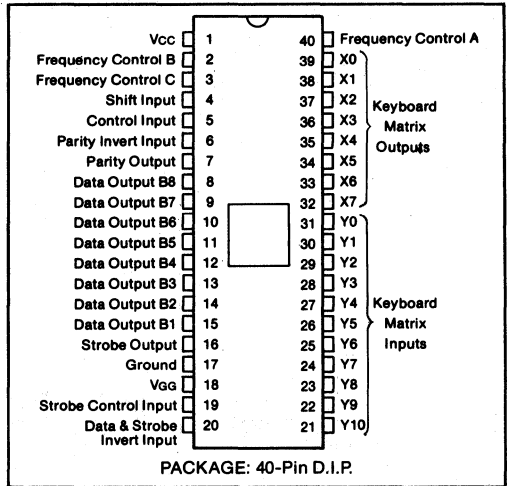 Vcc 1 40 Frequency Control A
Frequency Control B 2 39 X0
Frequency Control C 3 38 X1
Shift Input 4 37 X2
Control Input 5 36 X3
Parity Invert Input 6 35 X4
Parity Output 7 34 X5
Data Output B8 8 33 X6
Data Output B7 9 32 X7
Keyboard
Matrix
Outputs
Data Output B6 10 31 Y0
Data Output B5 11 30 Y1
Data Output B4 12 29 Y2
Data Output B3 13 28 Y3
Data Output B2 14 27 Y4
Data Output B1 15 26 Y5
Strobe Output 16 25 Y6
Ground 17 24 Y7
VGG 18 23 Y8
Strobe Control Input 19 22 Y9
Data & Strobe 20 21 Y10
Invert Input
Keyboard
Matrix
Inputs
PACKAGE: 40-Pin D.I.P.